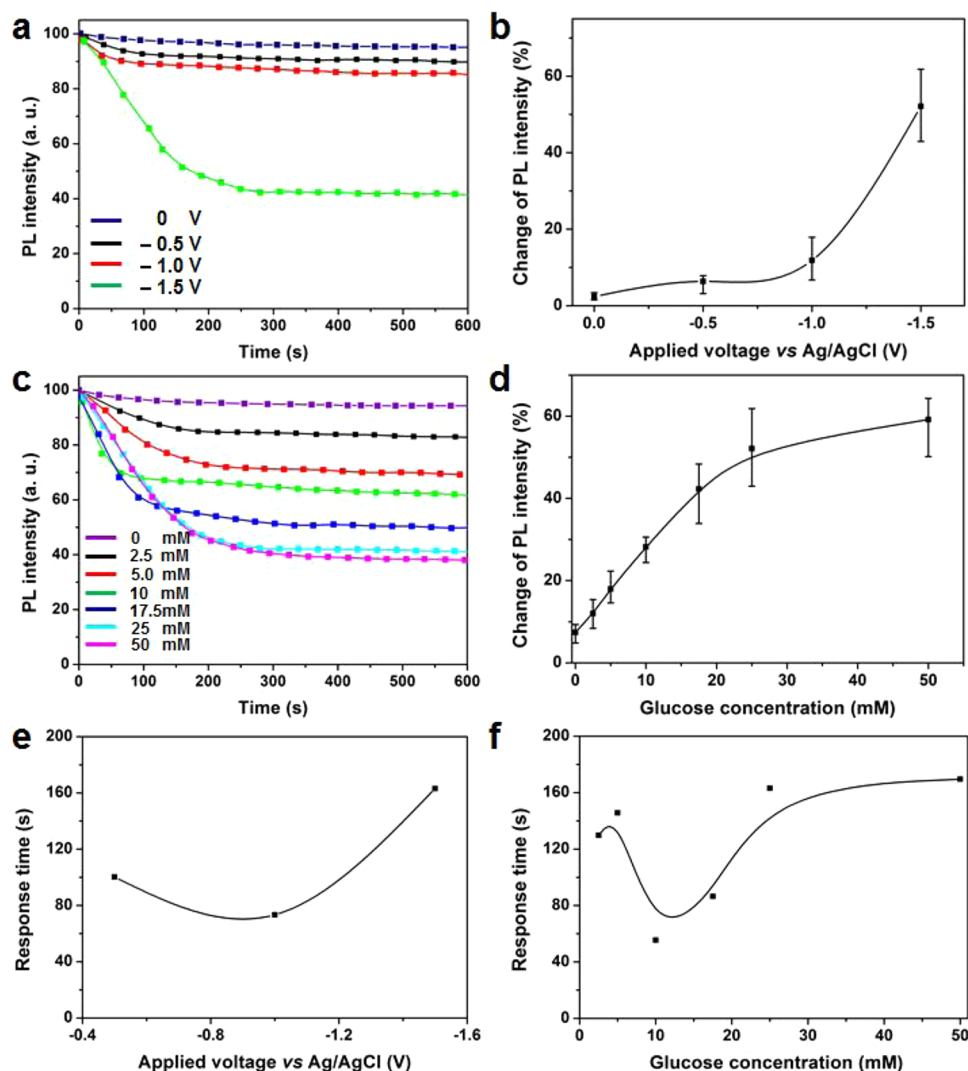 a
100
80
60
40
20
0
PL intensity (a. u.)
0 V
– 0.5 V
– 1.0 V
– 1.5 V
0 100 200 300 400 500 600
Time (s)
b
60
40
20
0
Change of PL intensity (%)
0.0 -0.5 -1.0 -1.5
Applied voltage vs Ag/AgCl (V)
c
100
80
60
40
20
0
PL intensity (a. u.)
0 mM
2.5 mM
5.0 mM
10 mM
17.5mM
25 mM
50 mM
0 100 200 300 400 500 600
Time (s)
d
60
40
20
0
Change of PL intensity (%)
0 10 20 30 40 50
Glucose concentration (mM)
e
200
160
120
80
40
0
Response time (s)
-0.4 -0.8 -1.2 -1.6
Applied voltage vs Ag/AgCl (V)
f
200
160
120
80
40
0
Response time (s)
0 10 20 30 40 50
Glucose concentration (mM)